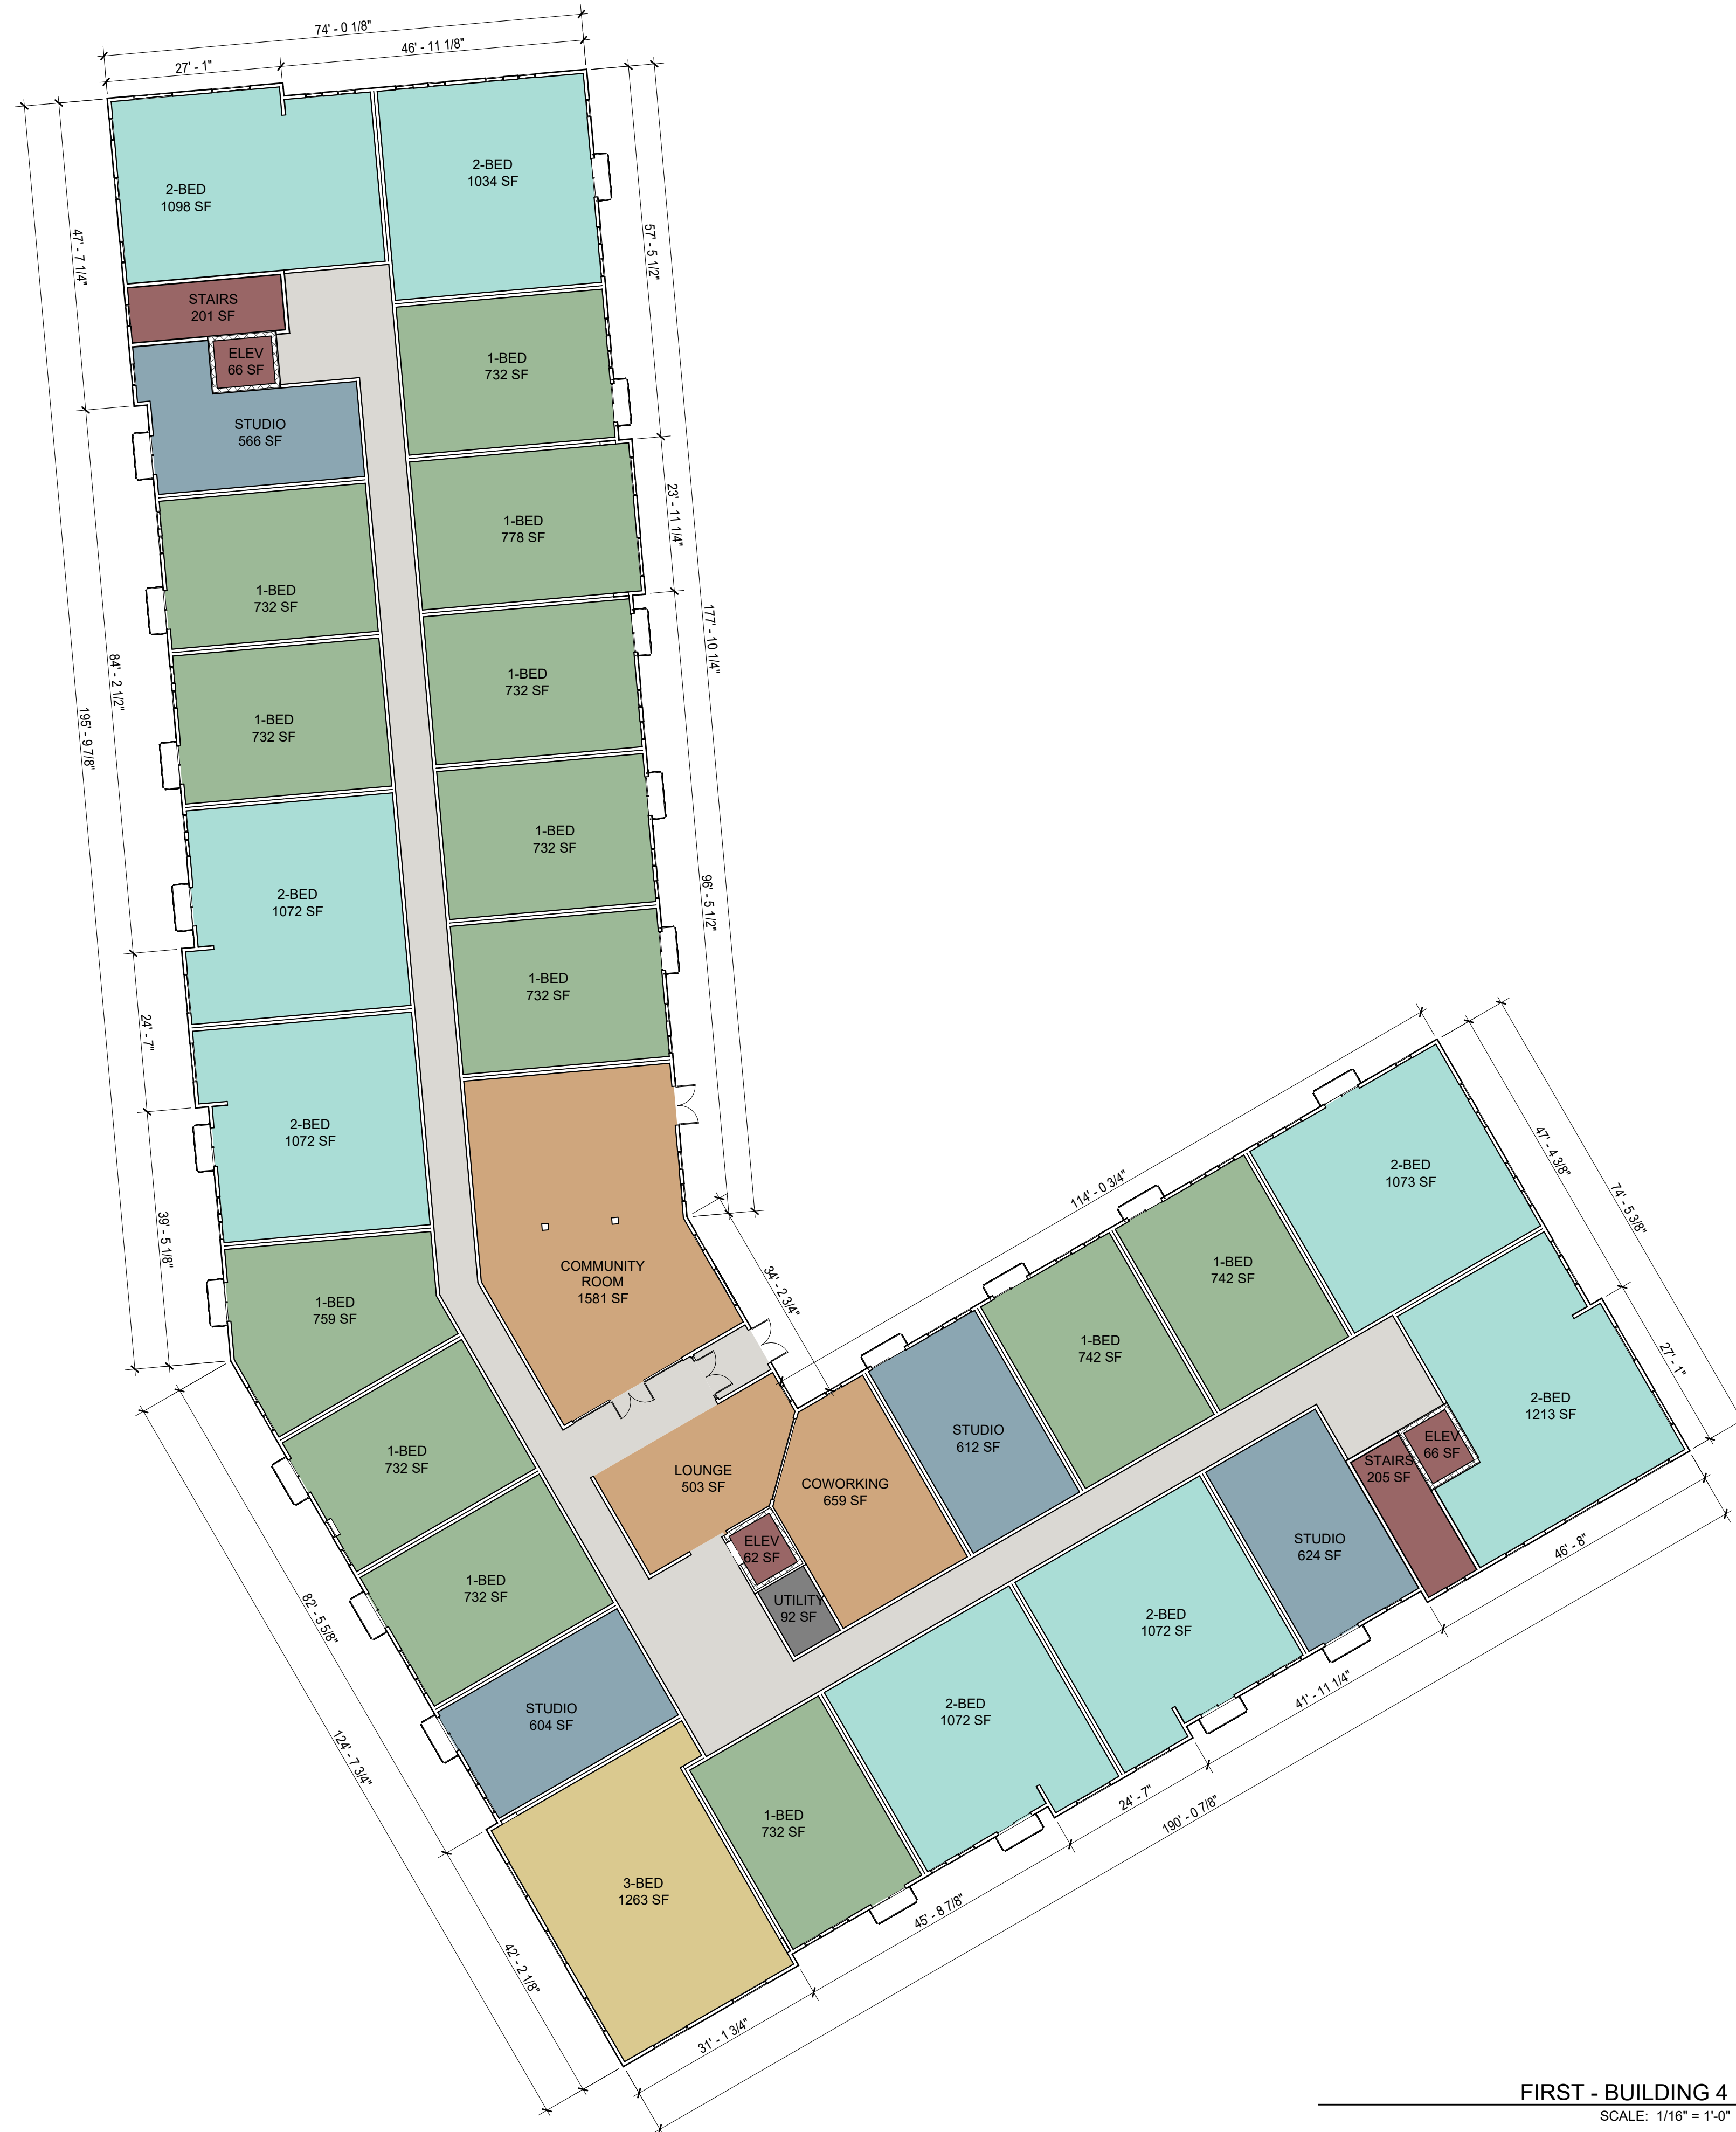 74' - 0 1/8"
27' - 1"
46' - 11 1/8"
2-BED
1098 SF
2-BED
1034 SF
47' - 7 1/4"
57' - 5 1/2"
STAIRS
201 SF
ELEV
66 SF
1-BED
732 SF
STUDIO
566 SF
23' - 11 1/4"
1-BED
778 SF
1-BED
732 SF
177' - 10 1/4"
84' - 2 1/2"
195' - 9 7/8"
1-BED
732 SF
1-BED
732 SF
1-BED
732 SF
2-BED
1072 SF
96' - 5 1/2"
1-BED
732 SF
24' - 7"
2-BED
1072 SF
39' - 5 1/8"
COMMUNITY
ROOM
1581 SF
34' - 2 3/4"
114' - 0 3/4"
47' - 4 3/8"
74' - 5 3/8"
2-BED
1073 SF
1-BED
742 SF
1-BED
742 SF
27' - 1"
1-BED
759 SF
2-BED
1213 SF
1-BED
732 SF
LOUNGE
503 SF
COWORKING
659 SF
STUDIO
612 SF
ELEV
66 SF
STAIRS
205 SF
ELEV
62 SF
UTILITY
92 SF
STUDIO
624 SF
46' - 8"
1-BED
732 SF
82' - 5 5/8"
2-BED
1072 SF
41' - 11 1/4"
STUDIO
604 SF
2-BED
1072 SF
124' - 7 3/4"
24' - 7"
190' - 0 7/8"
1-BED
732 SF
3-BED
1263 SF
45' - 8 7/8"
42' - 2 1/8"
31' - 1 3/4"
FIRST - BUILDING 4
SCALE: 1/16" = 1'-0"